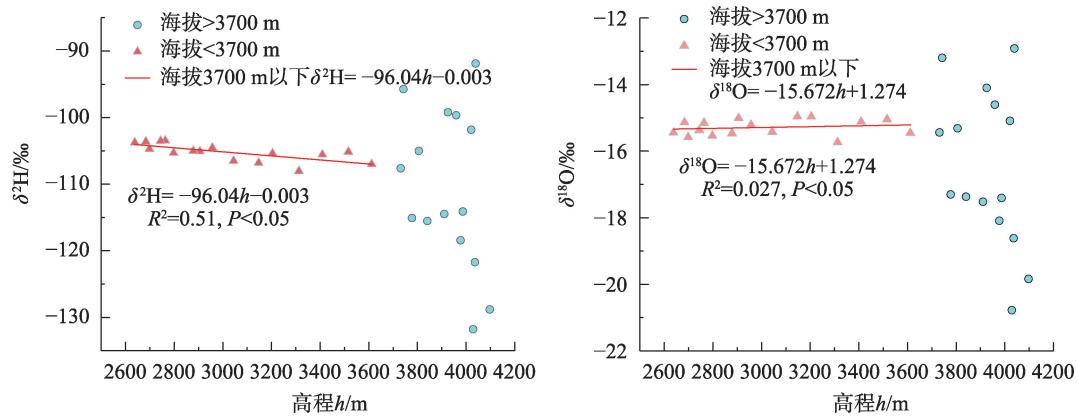 海拔>3700 m
海拔<3700 m
海拔3700 m以下δ²H= −96.04h−0.003
δ²H= −96.04h−0.003
R²=0.51, P<0.05
δ²H/‰
−90
−100
−110
−120
−130
2600 2800 3000 3200 3400 3600 3800 4000 4200
高程h/m
海拔>3700 m
海拔<3700 m
海拔3700 m以下
δ¹⁸O= −15.672h+1.274
δ¹⁸O= −15.672h+1.274
R²=0.027, P<0.05
δ¹⁸O/‰
−12
−14
−16
−18
−20
−22
2600 2800 3000 3200 3400 3600 3800 4000 4200
高程h/m